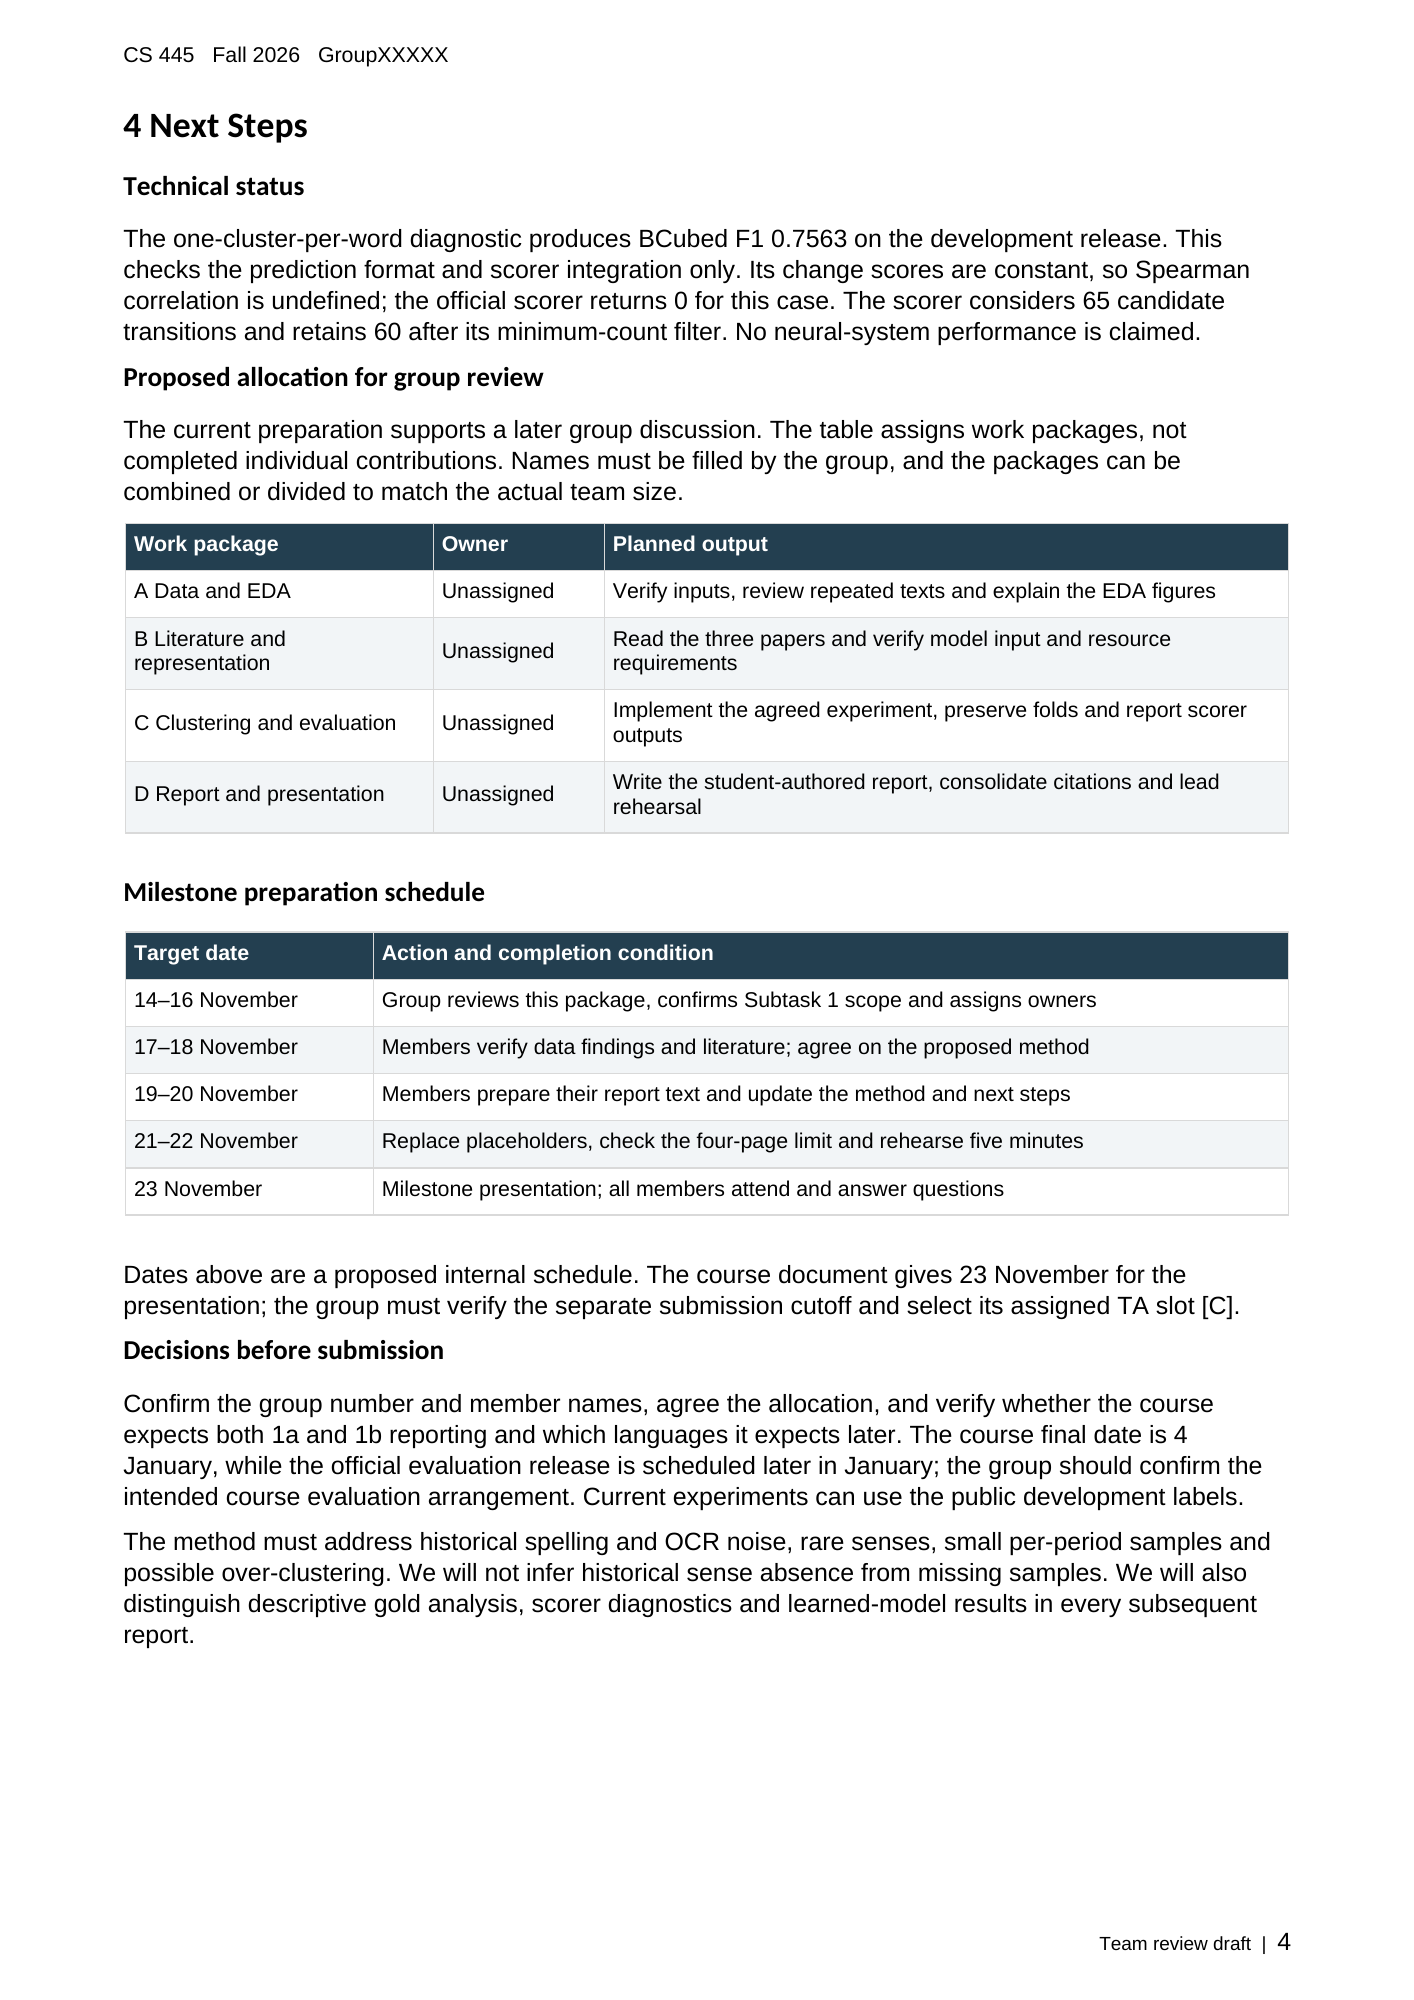 CS 445 Fall 2026 GroupXXXXX
4 Next Steps
Technical status
The one-cluster-per-word diagnostic produces BCubed F1 0.7563 on the development release. This
checks the prediction format and scorer integration only. Its change scores are constant, so Spearman
correlation is undefined; the official scorer returns 0 for this case. The scorer considers 65 candidate
transitions and retains 60 after its minimum-count filter. No neural-system performance is claimed.
Proposed allocation for group review
The current preparation supports a later group discussion. The table assigns work packages, not
completed individual contributions. Names must be filled by the group, and the packages can be
combined or divided to match the actual team size.
Work package Owner Planned output
A Data and EDA Unassigned Verify inputs, review repeated texts and explain the EDA figures
B Literature and
representation
Unassigned
Read the three papers and verify model input and resource
requirements
C Clustering and evaluation
Unassigned
Implement the agreed experiment, preserve folds and report scorer
outputs
D Report and presentation
Unassigned
Write the student-authored report, consolidate citations and lead
rehearsal
Milestone preparation schedule
Target date Action and completion condition
14–16 November Group reviews this package, confirms Subtask 1 scope and assigns owners
17–18 November Members verify data findings and literature; agree on the proposed method
19–20 November Members prepare their report text and update the method and next steps
21–22 November Replace placeholders, check the four-page limit and rehearse five minutes
23 November Milestone presentation; all members attend and answer questions
Dates above are a proposed internal schedule. The course document gives 23 November for the
presentation; the group must verify the separate submission cutoff and select its assigned TA slot [C].
Decisions before submission
Confirm the group number and member names, agree the allocation, and verify whether the course
expects both 1a and 1b reporting and which languages it expects later. The course final date is 4
January, while the official evaluation release is scheduled later in January; the group should confirm the
intended course evaluation arrangement. Current experiments can use the public development labels.
The method must address historical spelling and OCR noise, rare senses, small per-period samples and
possible over-clustering. We will not infer historical sense absence from missing samples. We will also
distinguish descriptive gold analysis, scorer diagnostics and learned-model results in every subsequent
report.
Team review draft | 4